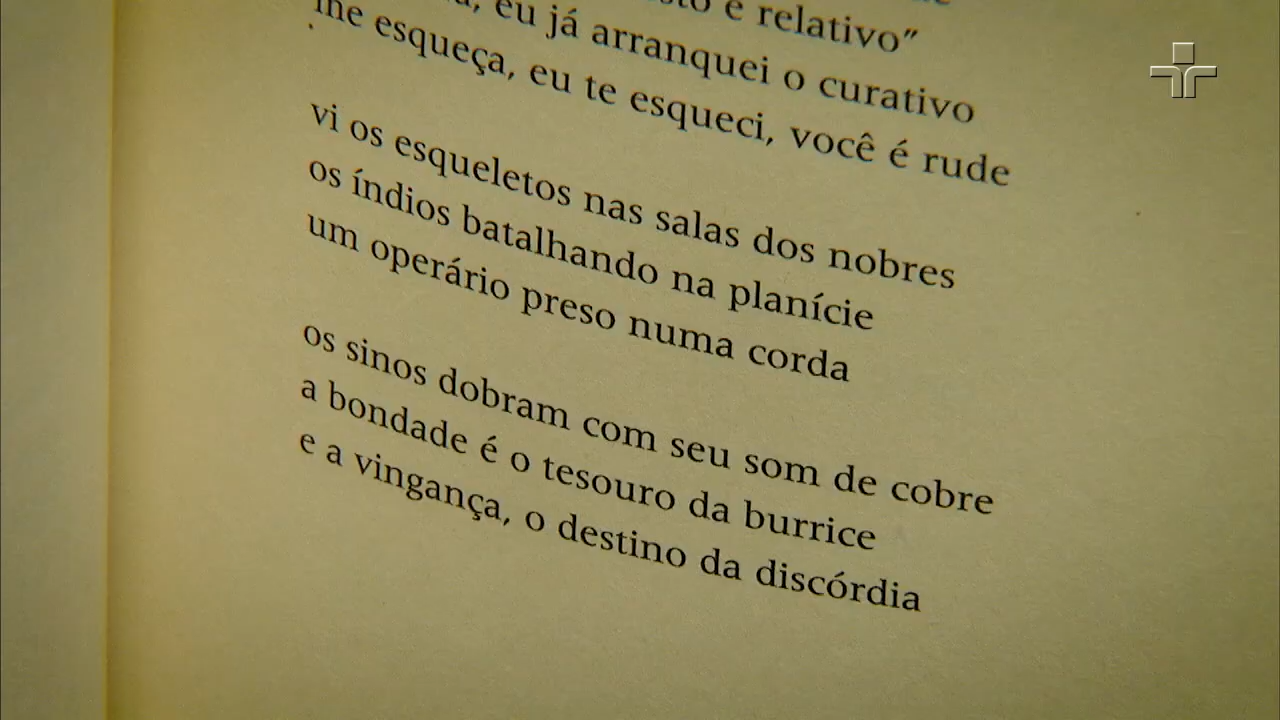 é relativo”
eu já arranquei o curativo
me esqueça, eu te esqueci, você é rude
vi os esqueletos nas salas dos nobres
os índios batalhando na planície
um operário preso numa corda
os sinos dobram com seu som de cobre
a bondade é o tesouro da burrice
e a vingança, o destino da discórdia